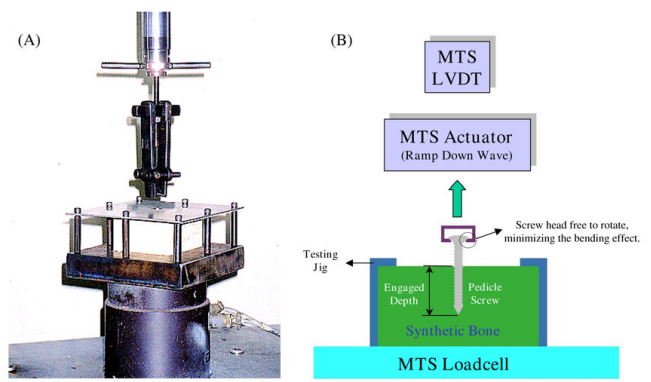 (A)
(B)
MTS
LVDT
MTS Actuator
(Ramp Down Wave)
Screw head free to rotate,
minimizing the bending effect.
Testing
Jig
Engaged
Depth
Pedicle
Screw
Synthetic Bone
MTS Loadcell